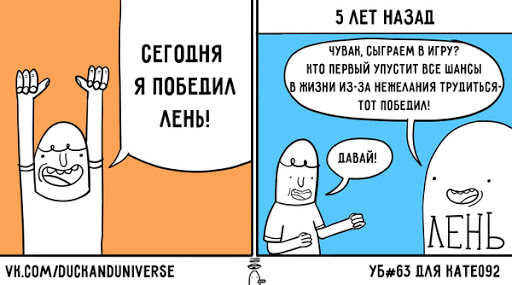 СЕГОДНЯ
Я ПОБЕДИЛ
ЛЕНЬ!
5 ЛЕТ НАЗАД
ЧУВАК, СЫГРАЕМ В ИГРУ?
КТО ПЕРВЫЙ УПУСТИТ ВСЕ ШАНСЫ
В ЖИЗНИ ИЗ-ЗА НЕЖЕЛАНИЯ ТРУДИТЬСЯ-
ТОТ ПОБЕДИЛ!
ДАВАЙ!
ЛЕНЬ
VK.COM/DUCKANDUNIVERSE
УБ#63 ДЛЯ KATE092